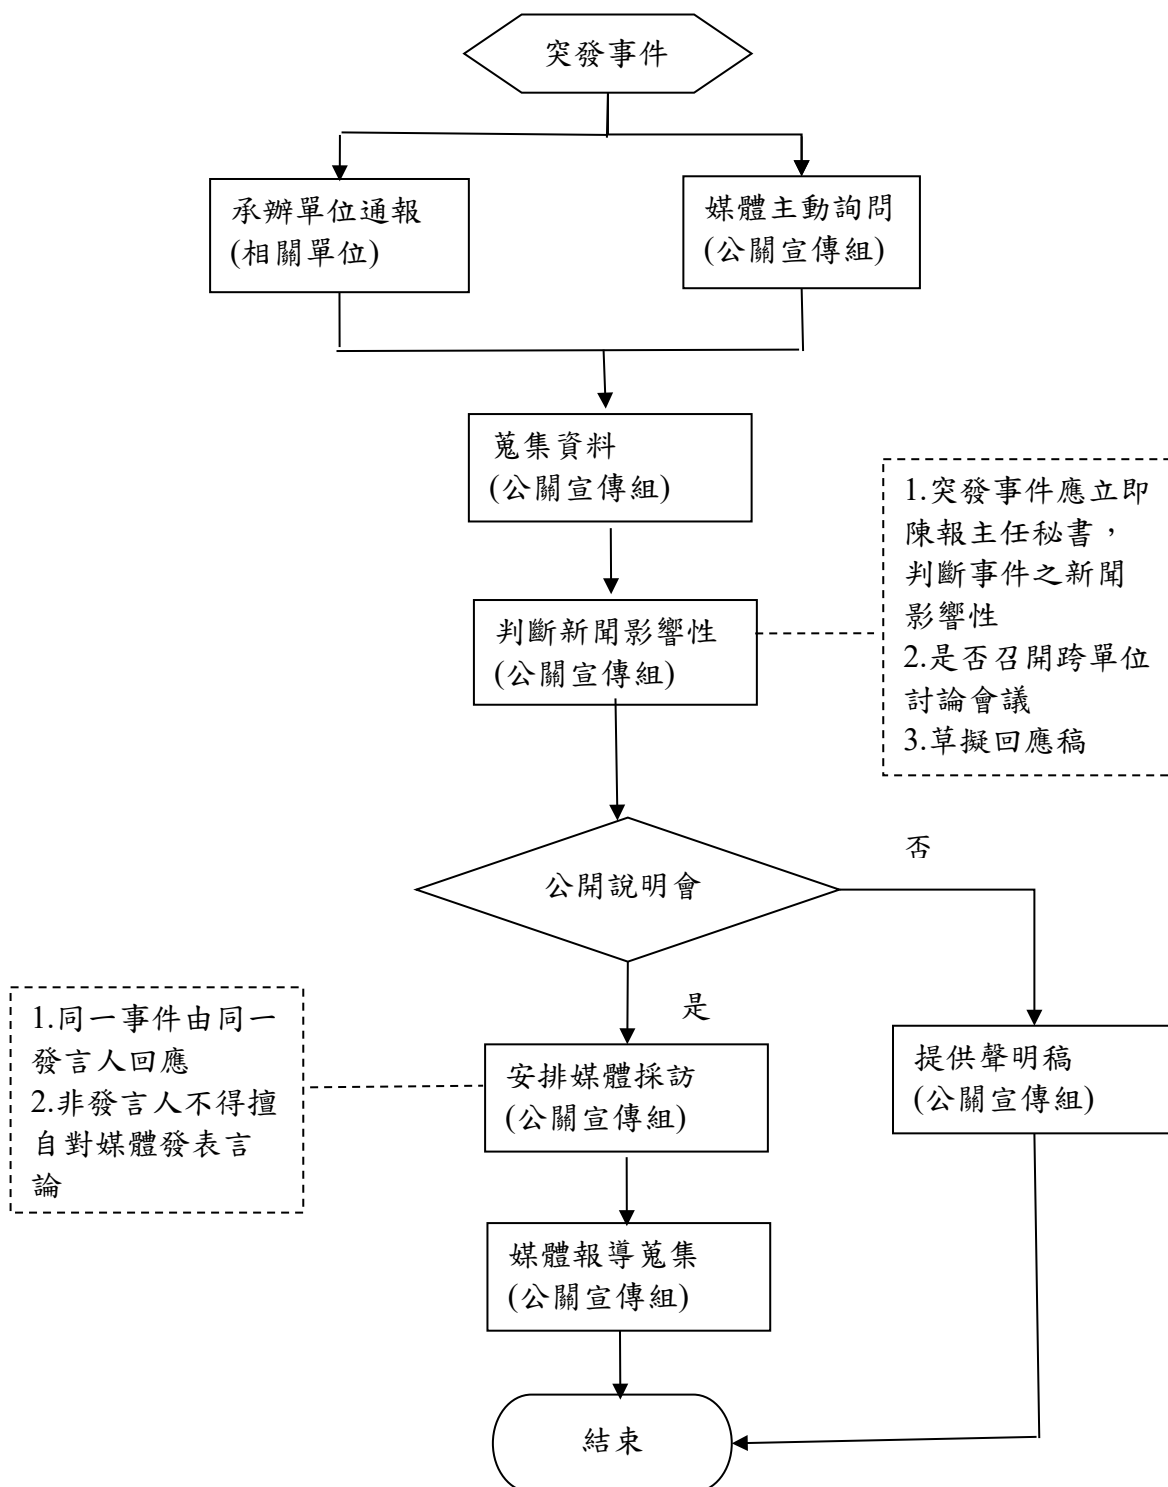 突發事件
承辦單位通報
(相關單位)
媒體主動詢問
(公關宣傳組)
蒐集資料
(公關宣傳組)
判斷新聞影響性
(公關宣傳組)
1.突發事件應立即
陳報主任秘書，
判斷事件之新聞
影響性
2.是否召開跨單位
討論會議
3.草擬回應稿
公開說明會
否
是
1.同一事件由同一
發言人回應
2.非發言人不得擅
自對媒體發表言
論
安排媒體採訪
(公關宣傳組)
提供聲明稿
(公關宣傳組)
媒體報導蒐集
(公關宣傳組)
結束